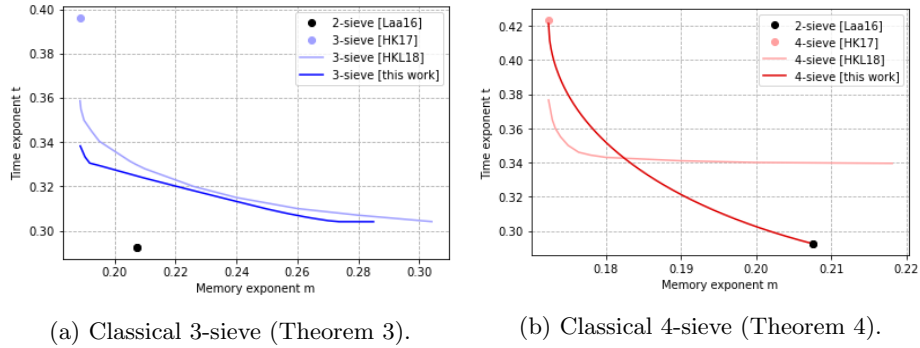 0.40
0.38
0.36
0.34
0.32
0.30
Time exponent t
2-sieve [Laa16]
3-sieve [HK17]
3-sieve [HKL18]
3-sieve [this work]
0.20
0.22
0.24
0.26
0.28
0.30
Memory exponent m
(a) Classical 3-sieve (Theorem 3).
0.42
0.40
0.38
0.36
0.34
0.32
0.30
Time exponent t
2-sieve [Laa16]
4-sieve [HK17]
4-sieve [HKL18]
4-sieve [this work]
0.18
0.19
0.20
0.21
0.22
Memory exponent m
(b) Classical 4-sieve (Theorem 4).